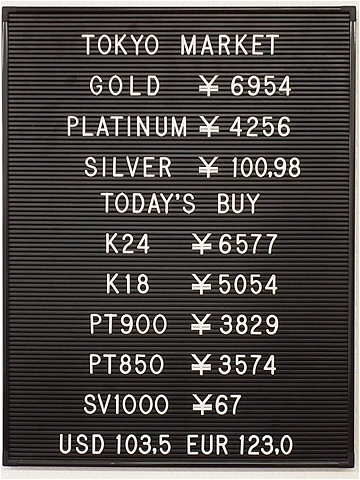 TOKYO MARKET
GOLD ¥ 6954
PLATINUM ¥ 4256
SILVER ¥ 100,98
TODAY'S BUY
K24 ¥ 6577
K18 ¥ 5054
PT900 ¥ 3829
PT850 ¥ 3574
SV1000 ¥67
USD 103,5 EUR 123,0